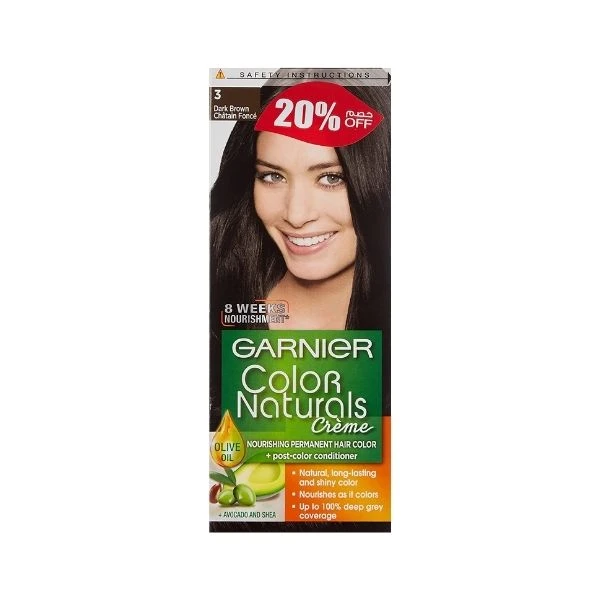 SAFETY INSTRUCTIONS
3
Dark Brown
Châtain Foncé
20% خصم
OFF
8 WEEKS
NOURISHMENT*
GARNIER
Color
Naturals
Crème
NOURISHING PERMANENT HAIR COLOR
+ post-color conditioner
OLIVE
OIL
• Natural, long-lasting
and shiny color
• Nourishes as it colors
• Up to 100% deep grey
coverage
+ AVOCADO AND SHEA